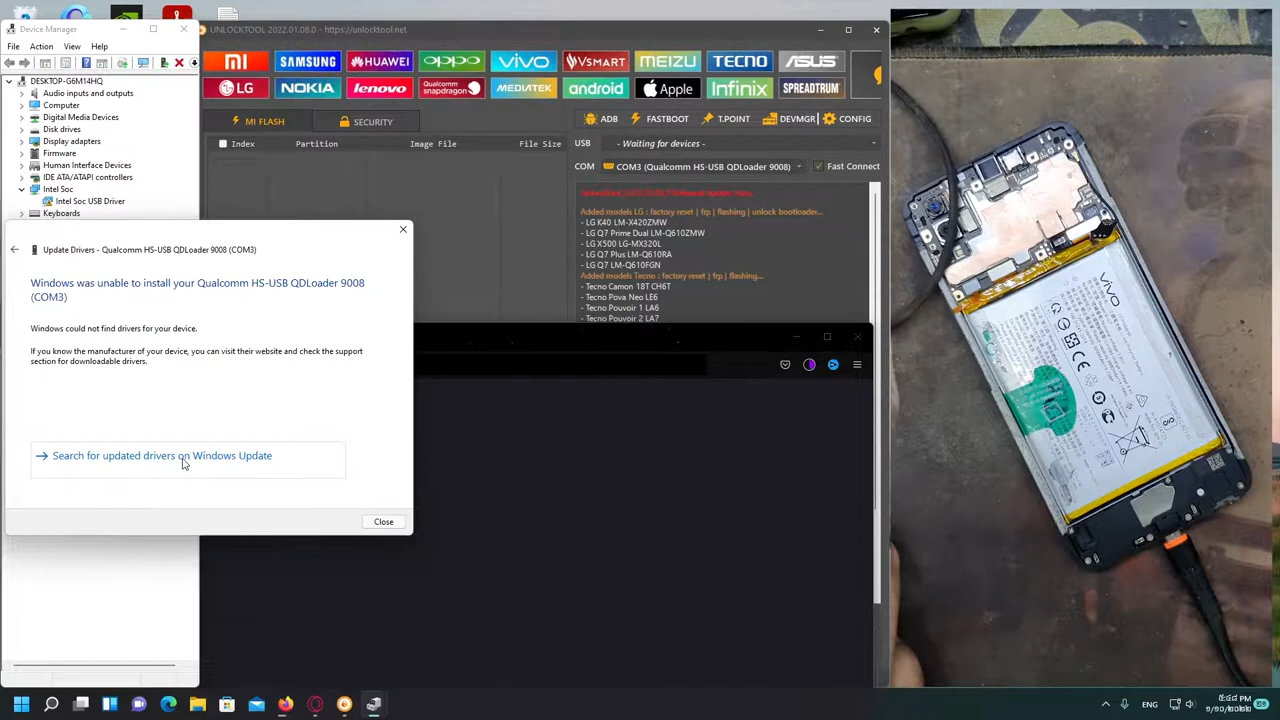 Device Manager
File Action View Help
DESKTOP-G6M14HQ
Audio inputs and outputs
Computer
Digital Media Devices
Disk drives
Display adapters
Firmware
Human Interface Devices
IDE ATA/ATAPI controllers
Intel Soc
Intel Soc USB Driver
Keyboards
Update Drivers - Qualcomm HS-USB QDLoader 9008 (COM3)
Windows was unable to install your Qualcomm HS-USB QDLoader 9008
(COM3)
Windows could not find drivers for your device.
If you know the manufacturer of your device, you can visit their website and check the support
section for downloadable drivers.
Search for updated drivers on Windows Update
Close
UNLOCKTOOL 2022.01.08.0 - https://unlocktool.net
MI SAMSUNG HUAWEI oppo vivo VSMART MEIZU TECNO ASUS
LG NOKIA lenovo Qualcomm snapdragon MEDIATEK android Apple Infinix SPREADTRUM
MI FLASH SECURITY
ADB FASTBOOT T.POINT DEVMGR CONFIG
Index Partition Image File File Size
USB - Waiting for devices -
COM COM3 (Qualcomm HS-USB QDLoader 9008) Fast Connect
Added models LG : factory reset | frp | flashing | unlock bootloader...
- LG K40 LM-X420ZMW
- LG Q7 Prime Dual LM-Q610ZMW
- LG X500 LG-MX320L
- LG Q7 Plus LM-Q610RA
- LG Q7 LM-Q610FGN
Added models Tecno : factory reset | frp | flashing...
- Tecno Camon 18T CH6T
- Tecno Pova Neo LE6
- Tecno Pouvoir 1 LA6
- Tecno Pouvoir 2 LA7
vivo
CE
ENG